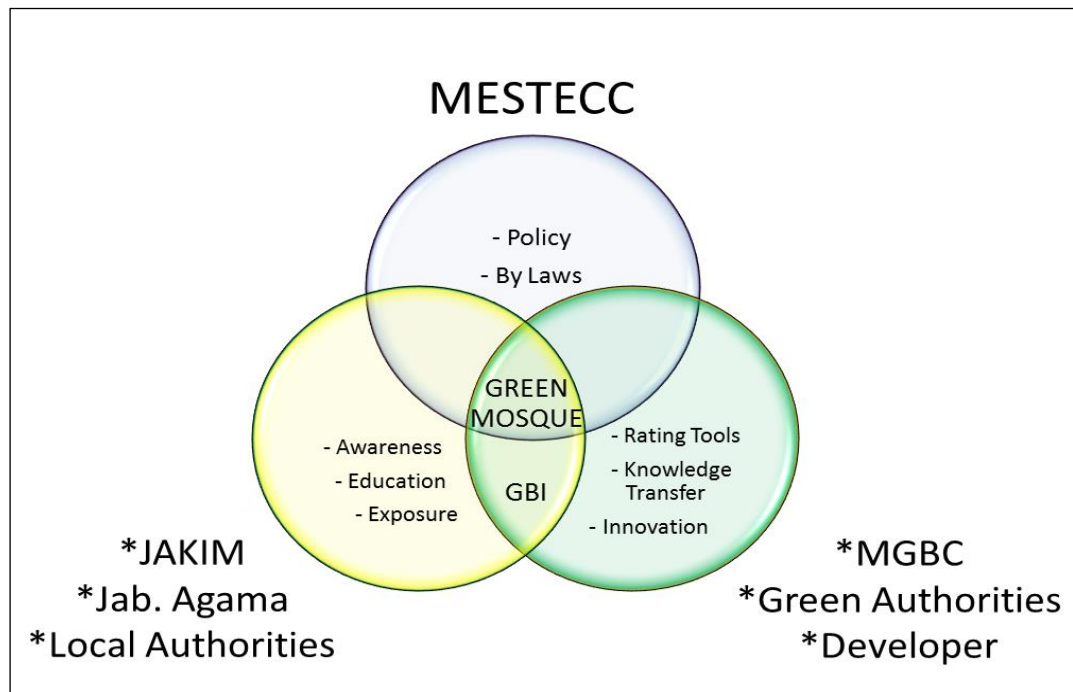 MESTECC
- Policy
- By Laws
GREEN
MOSQUE
GBI
- Awareness
- Education
- Exposure
- Rating Tools
- Knowledge
Transfer
- Innovation
*JAKIM
*Jab. Agama
*Local Authorities
*MGBC
*Green Authorities
*Developer